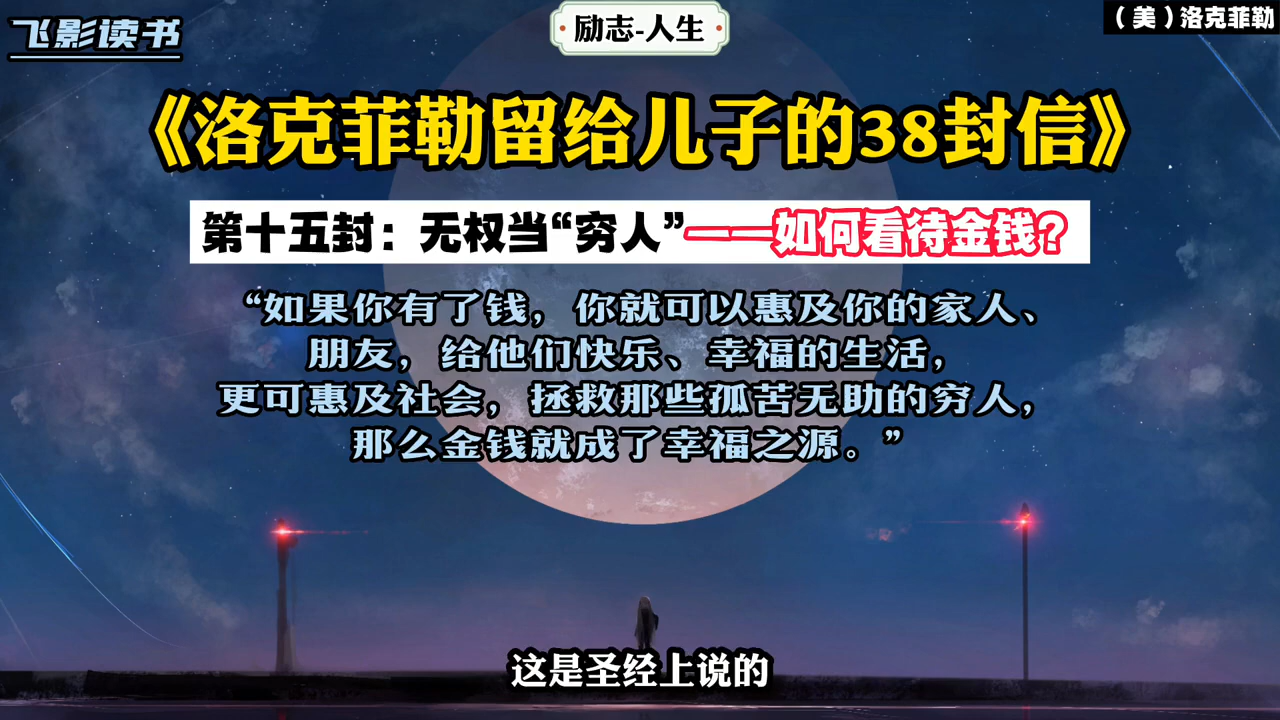 飞影读书
励志-人生
（美）洛克菲勒
《洛克菲勒留给儿子的38封信》
第十五封：无权当“穷人”——如何看待金钱？
“如果你有了钱，你就可以惠及你的家人、
朋友，给他们快乐、幸福的生活，
更可惠及社会，拯救那些孤苦无助的穷人，
那么金钱就成了幸福之源。”
这是圣经上说的